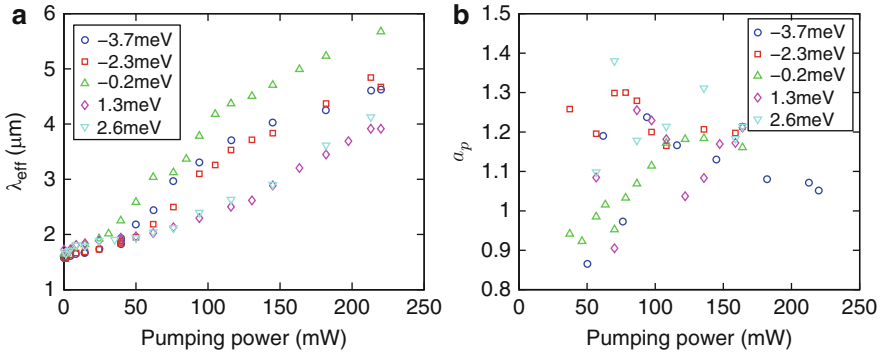 a
−3.7meV
−2.3meV
−0.2meV
1.3meV
2.6meV
λeff (μm)
6
5
4
3
2
1
0
50
100
150
200
250
Pumping power (mW)
b
−3.7meV
−2.3meV
−0.2meV
1.3meV
2.6meV
ap
1.5
1.4
1.3
1.2
1.1
1
0.9
0.8
0
50
100
150
200
250
Pumping power (mW)